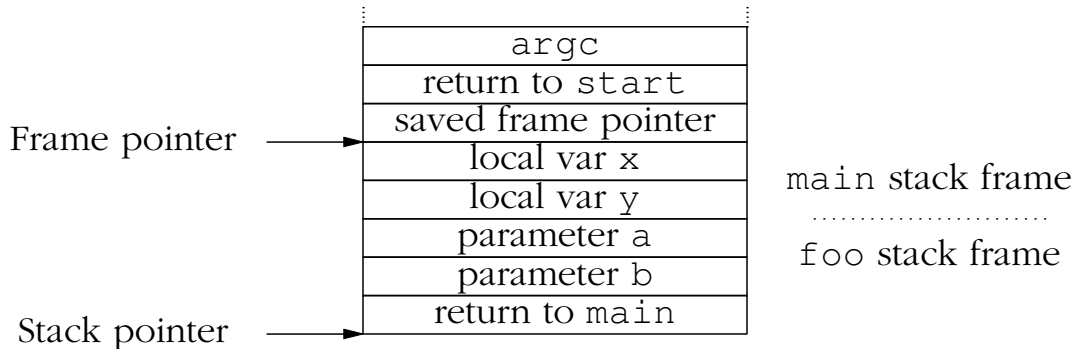 argc
return to start
saved frame pointer
Frame pointer
local var x
local var y
main stack frame
parameter a
foo stack frame
parameter b
return to main
Stack pointer